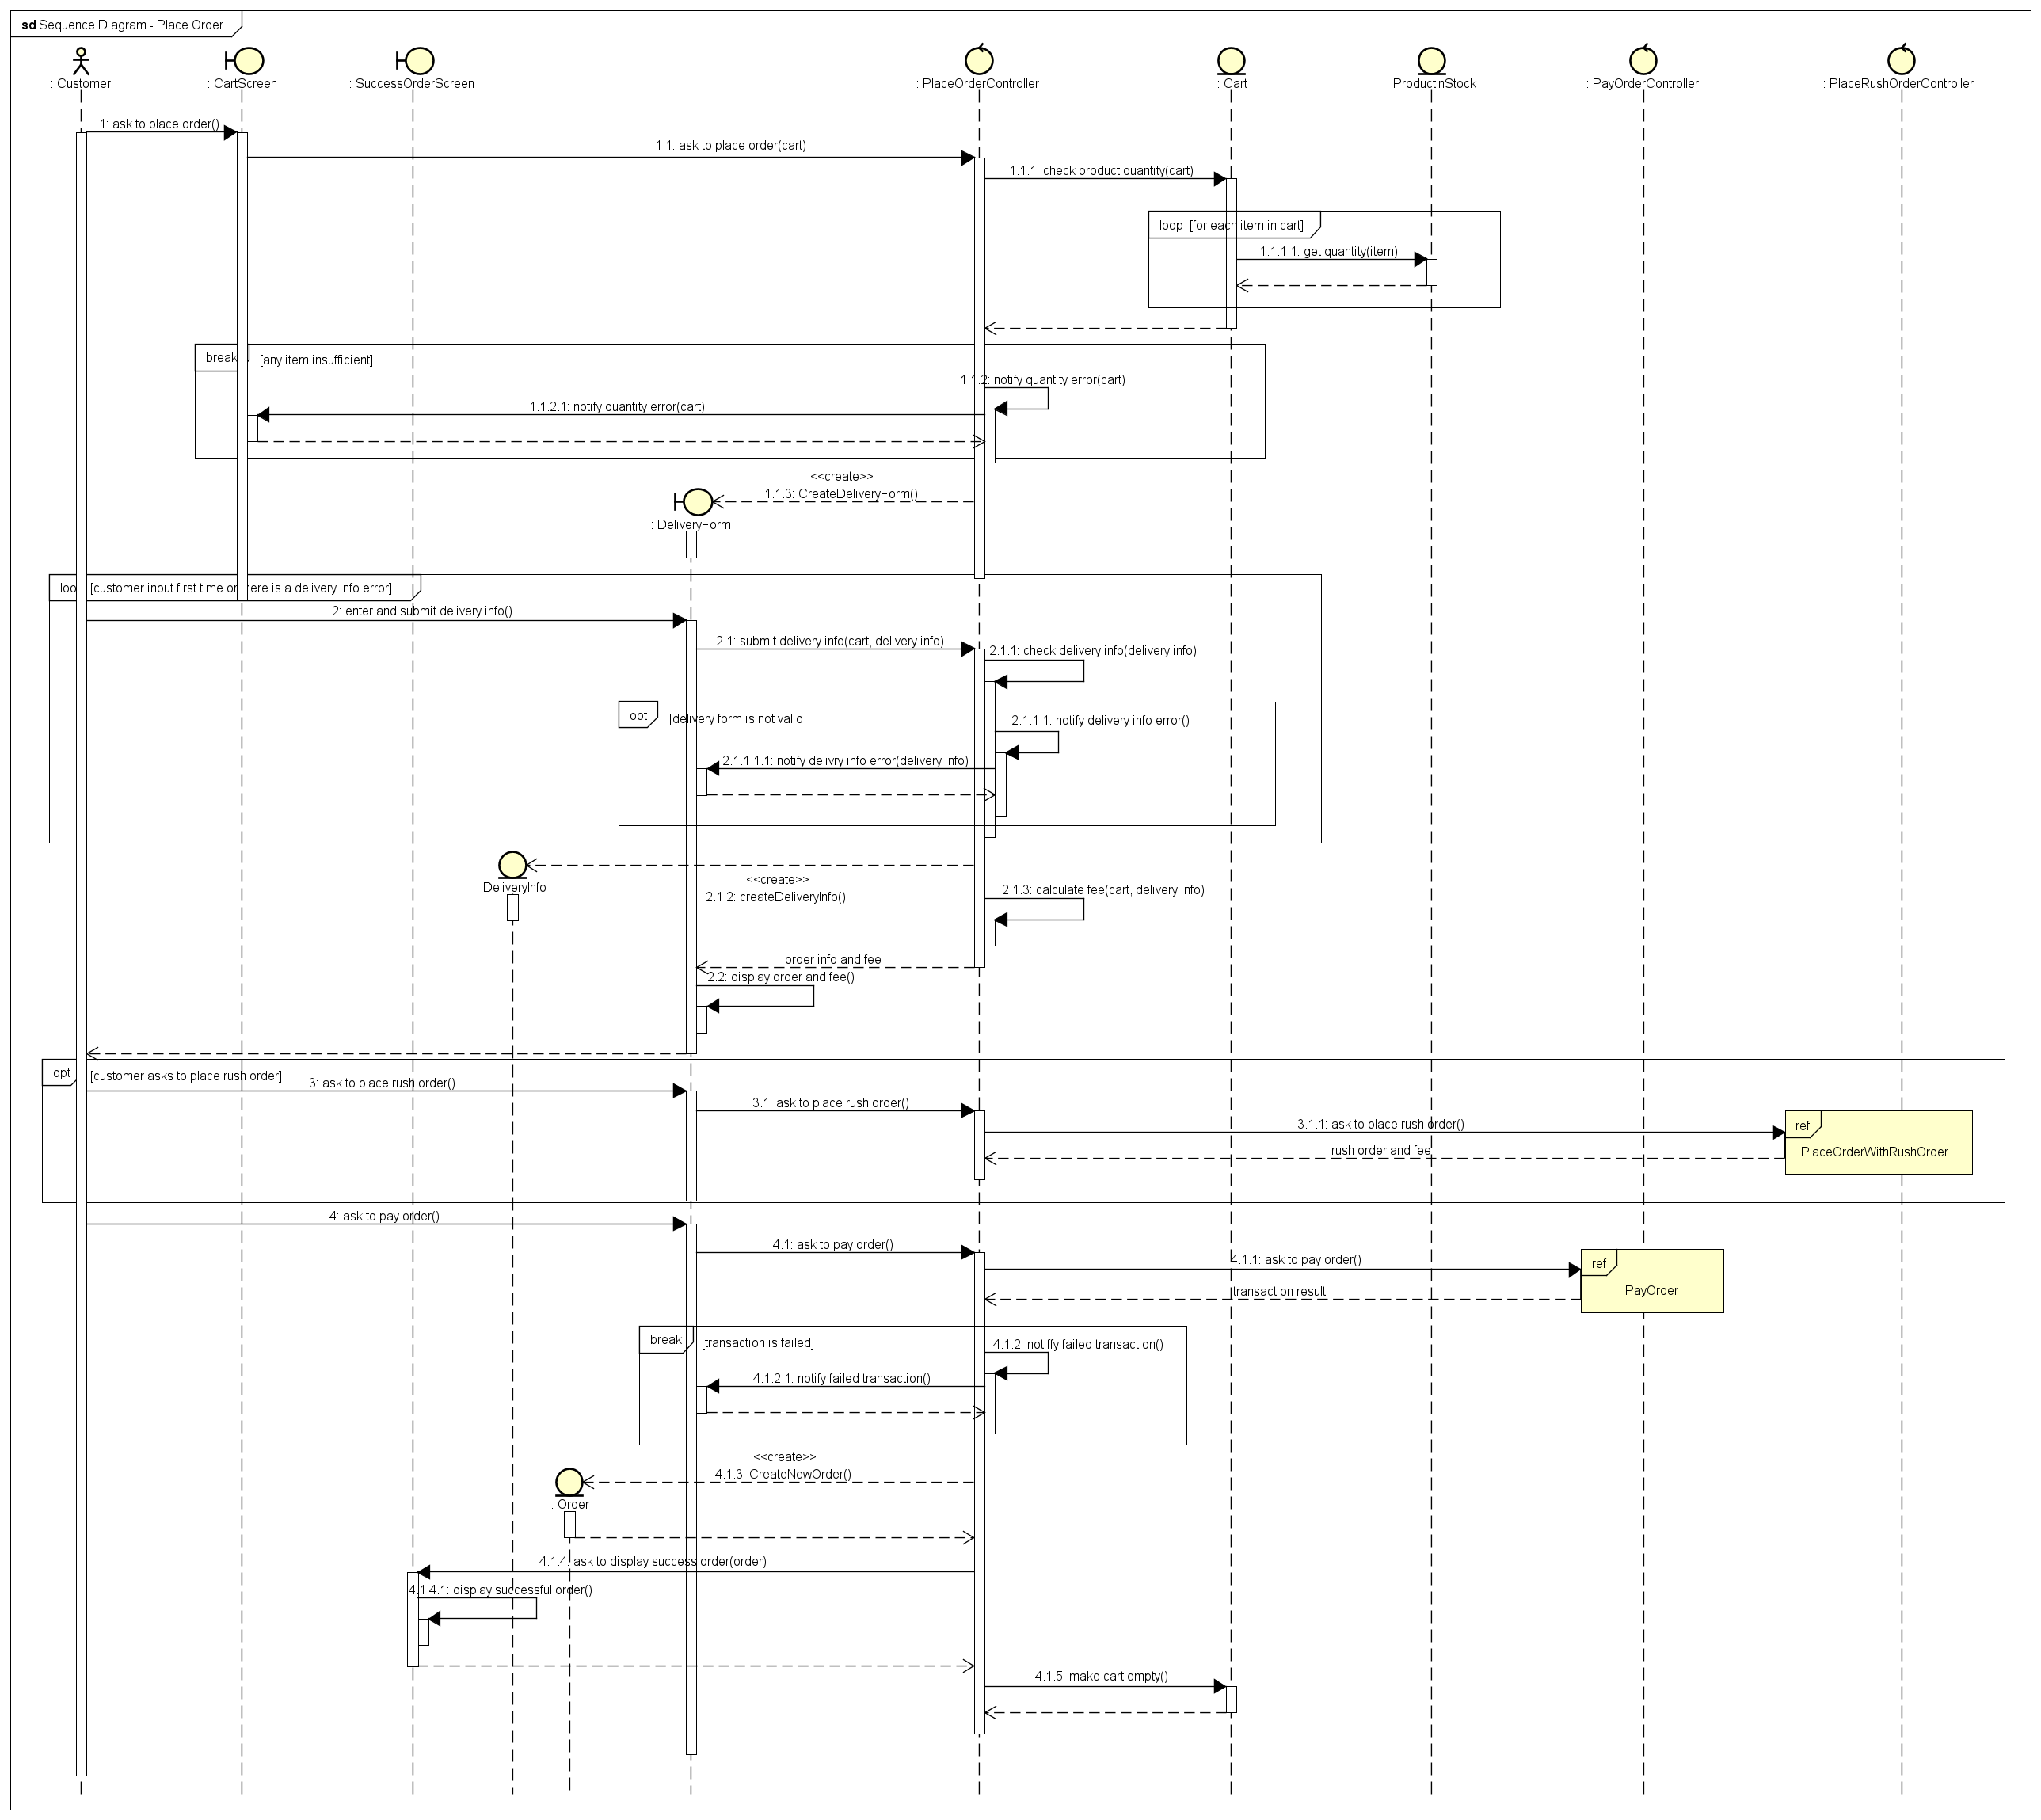 sd Sequence Diagram - Place Order
: Customer
: CartScreen
: SuccessOrderScreen
: PlaceOrderController
: Cart
: ProductInStock
: PayOrderController
: PlaceRushOrderController
1: ask to place order()
1.1: ask to place order(cart)
1.1.1: check product quantity(cart)
loop [for each item in cart]
1.1.1.1: get quantity(item)
break [any item insufficient]
1.1.2: notify quantity error(cart)
1.1.2.1: notify quantity error(cart)
<<create>>
1.1.3: CreateDeliveryForm()
: DeliveryForm
loop [customer input first time or there is a delivery info error]
2: enter and submit delivery info()
2.1: submit delivery info(cart, delivery info)
2.1.1: check delivery info(delivery info)
opt [delivery form is not valid]
2.1.1.1: notify delivery info error()
2.1.1.1.1: notify delivry info error(delivery info)
: DeliveryInfo
<<create>>
2.1.2: createDeliveryInfo()
2.1.3: calculate fee(cart, delivery info)
order info and fee
2.2: display order and fee()
opt [customer asks to place rush order]
3: ask to place rush order()
3.1: ask to place rush order()
3.1.1: ask to place rush order()
ref
rush order and fee
PlaceOrderWithRushOrder
4: ask to pay order()
4.1: ask to pay order()
4.1.1: ask to pay order()
ref
transaction result
PayOrder
break [transaction is failed]
4.1.2: notiffy failed transaction()
4.1.2.1: notify failed transaction()
<<create>>
4.1.3: CreateNewOrder()
: Order
4.1.4: ask to display success order(order)
4.1.4.1: display successful order()
4.1.5: make cart empty()